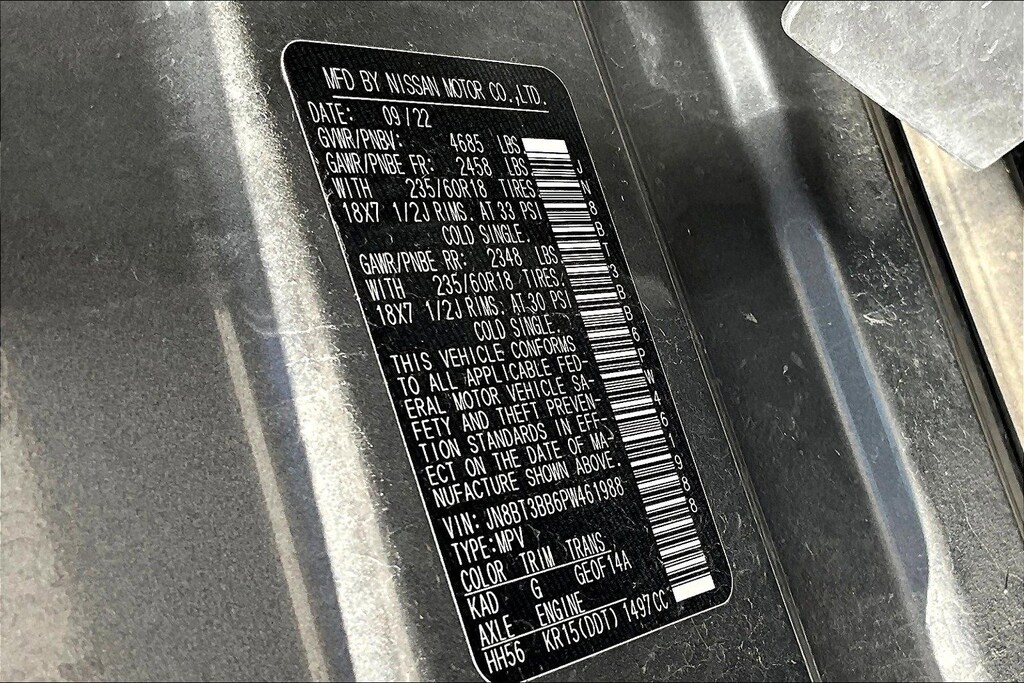 MFD BY NISSAN MOTOR CO.,LTD.
DATE: 09/22
GVWR/PNBV: 4685 LBS
GAWR/PNBE FR: 2458 LBS
WITH 235/60R18 TIRES
18X7 1/2J RIMS. AT 33 PSI
COLD SINGLE.
GAWR/PNBE RR: 2348 LBS
WITH 235/60R18 TIRES.
18X7 1/2J RIMS. AT 30 PSI
COLD SINGLE.
THIS VEHICLE CONFORMS
TO ALL APPLICABLE FED-
ERAL MOTOR VEHICLE SA-
FETY AND THEFT PREVEN-
TION STANDARDS IN EFF-
ECT ON THE DATE OF MA-
NUFACTURE SHOWN ABOVE.
VIN: JN8BT3BB6PW461988
TYPE:MPV
COLOR TRIM TRANS
KAD G GE0F14A
AXLE ENGINE
HH56 KR15(DDT) 1497CC
JN8BT3BB6PW461988